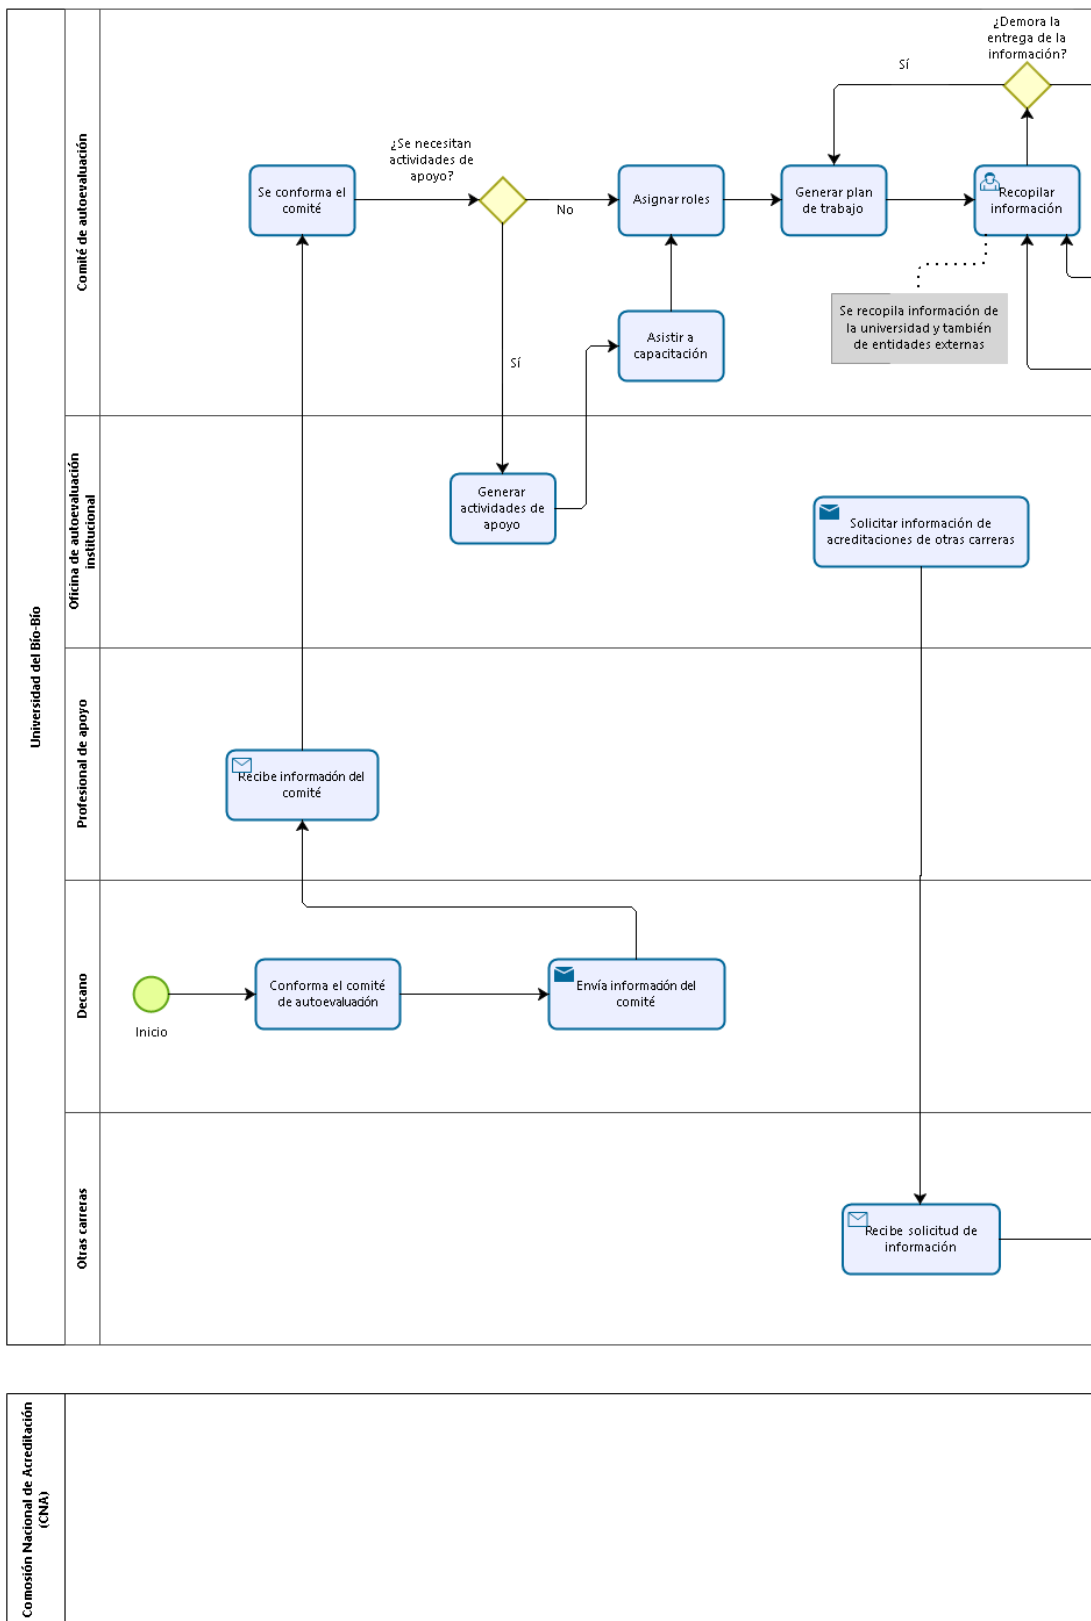 Universidad del Bío-Bío
Comité de autoevaluación
¿Demora la
entrega de la
información?
Sí
¿Se necesitan
actividades de
apoyo?
Se conforma el
comité
No
Asignar roles
Generar plan
de trabajo
Recopilar
información
Se recopila información de
la universidad y también
de entidades externas
Asistir a
capacitación
Sí
Oficina de autoevaluación
institucional
Generar
actividades de
apoyo
Solicitar información de
acreditaciones de otras carreras
Profesional de apoyo
Recibe información del
comité
Decano
Inicio
Conforma el comité
de autoevaluación
Envía información del
comité
Otras carreras
Recibe solicitud de
información
Comosión Nacional de Acreditación
(CNA)